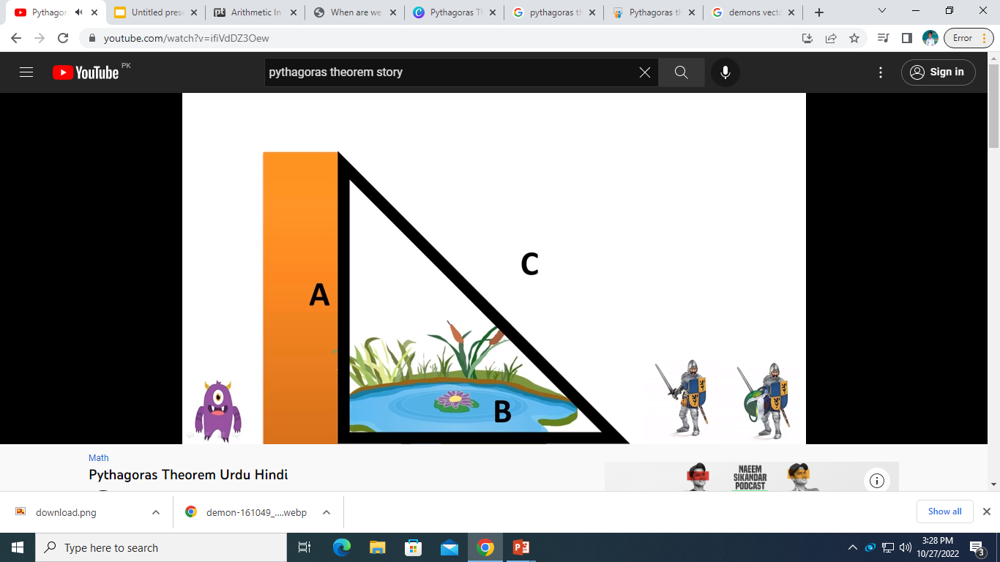 Pythagor
Untitled pres
Arithmetic In
When are we
Pythagoras T
pythagoras th
Pythagoras th
demons vecto
youtube.com/watch?v=ifiVdDZ3Oew
Error
YouTube PK
pythagoras theorem story
Sign in
C
A
B
Math
Pythagoras Theorem Urdu Hindi
NAEEM
SIKANDAR
PODCAST
download.png
demon-161049_....webp
Show all
Type here to search
3:28 PM
10/27/2022
3